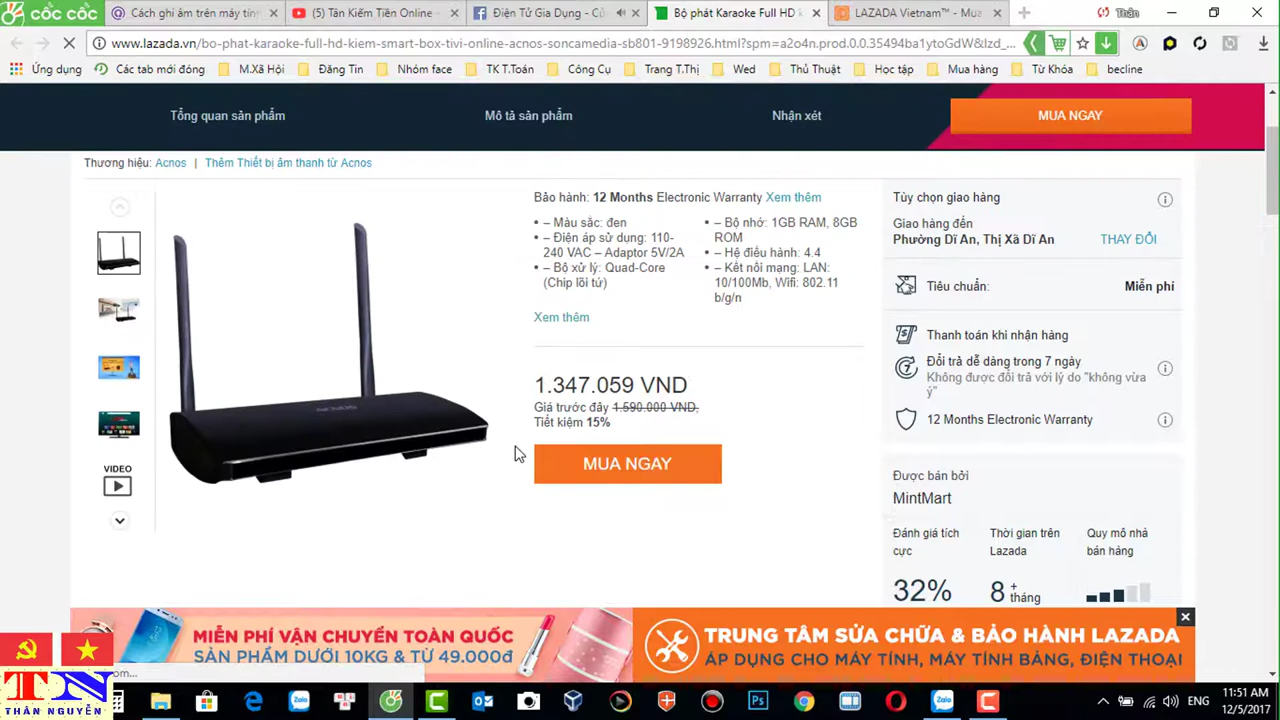 cốc cốc
Cách ghi âm trên máy tín
(5) Tân Kiếm Tiền Online -
Điện Tử Gia Dụng - Cử
Bộ phát Karaoke Full HD k
LAZADA Vietnam™ - Mua
Thân
www.lazada.vn/bo-phat-karaoke-full-hd-kiem-smart-box-tivi-online-acnos-soncamedia-sb801-9198926.html?spm=a2o4n.prod.0.0.35494ba1ytoGdW&lzd_...
Ứng dụng
Các tab mới đóng
M.Xã Hội
Đăng Tin
Nhóm face
TK T.Toán
Công Cụ
Trang T.Thị
Wed
Thủ Thuật
Học tập
Mua hàng
Từ Khóa
becline
Tổng quan sản phẩm
Mô tả sản phẩm
Nhận xét
MUA NGAY
Thương hiệu: Acnos | Thêm Thiết bị âm thanh từ Acnos
VIDEO
Bảo hành: 12 Months Electronic Warranty Xem thêm
• – Màu sắc: đen
• – Điện áp sử dụng: 110-
240 VAC – Adaptor 5V/2A
• – Bộ xử lý: Quad-Core
(Chip lõi tứ)
• – Bộ nhớ: 1GB RAM, 8GB
ROM
• – Hệ điều hành: 4.4
• – Kết nối mạng: LAN:
10/100Mb, Wifi: 802.11
b/g/n
Xem thêm
1.347.059 VND
Giá trước đây 1.590.000 VND,
Tiết kiệm 15%
MUA NGAY
Tùy chọn giao hàng
Giao hàng đến
Phường Dĩ An, Thị Xã Dĩ An
THAY ĐỔI
Tiêu chuẩn:
Miễn phí
Thanh toán khi nhận hàng
Đổi trả dễ dàng trong 7 ngày
Không được đổi trả với lý do "không vừa
ý"
12 Months Electronic Warranty
Được bán bởi
MintMart
Đánh giá tích
cực
32%
Thời gian trên
Lazada
8 +
tháng
Quy mô nhà
bán hàng
MIỄN PHÍ VẬN CHUYỂN TOÀN QUỐC
SẢN PHẨM DƯỚI 10KG & TỪ 49.000đ
TRUNG TÂM SỬA CHỮA & BẢO HÀNH LAZADA
ÁP DỤNG CHO MÁY TÍNH, MÁY TÍNH BẢNG, ĐIỆN THOẠI
om...
TN
THÂN NGUYỄN
ENG
11:51 AM
12/5/2017